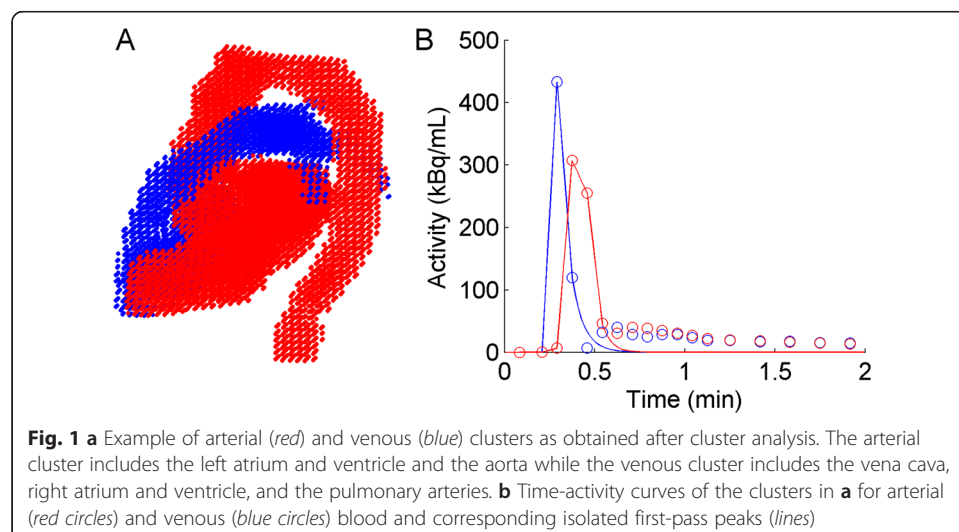 A
B
500
400
300
200
100
0
Activity (kBq/mL)
0 0.5 1 1.5 2
Time (min)
Fig. 1 a Example of arterial (red) and venous (blue) clusters as obtained after cluster analysis. The arterial
cluster includes the left atrium and ventricle and the aorta while the venous cluster includes the vena cava,
right atrium and ventricle, and the pulmonary arteries. b Time-activity curves of the clusters in a for arterial
(red circles) and venous (blue circles) blood and corresponding isolated first-pass peaks (lines)